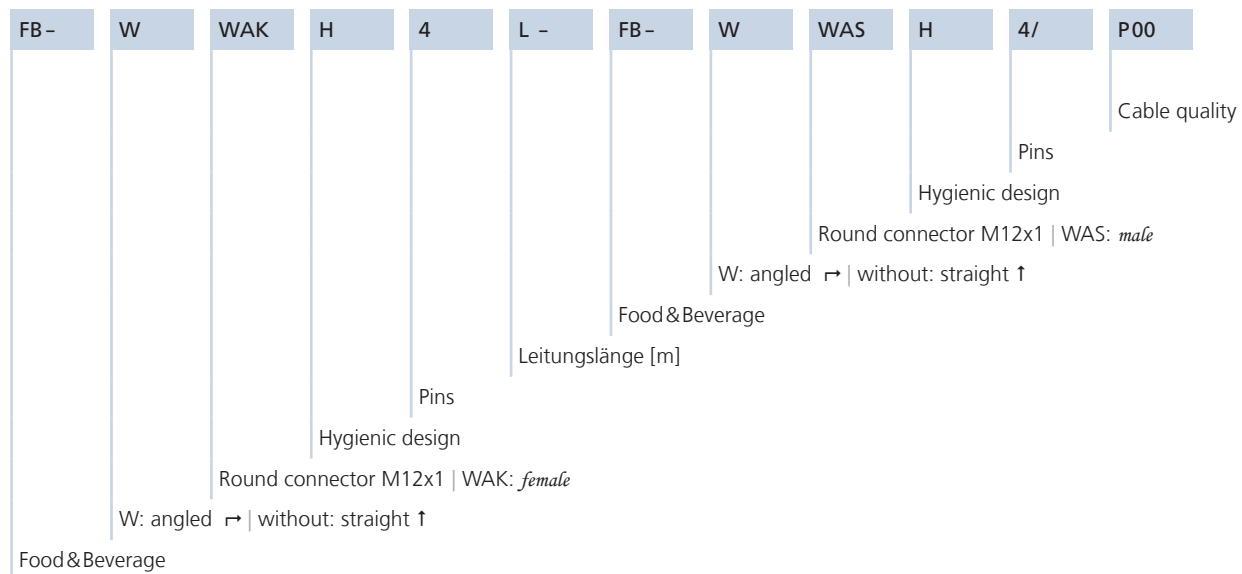 FB- W WAK H 4 L - FB- W WAS H 4/ P00
Cable quality
Pins
Hygienic design
Round connector M12x1 | WAS: male
W: angled ↱ | without: straight ↑
Food&Beverage
Leitungslänge [m]
Pins
Hygienic design
Round connector M12x1 | WAK: female
W: angled ↱ | without: straight ↑
Food&Beverage